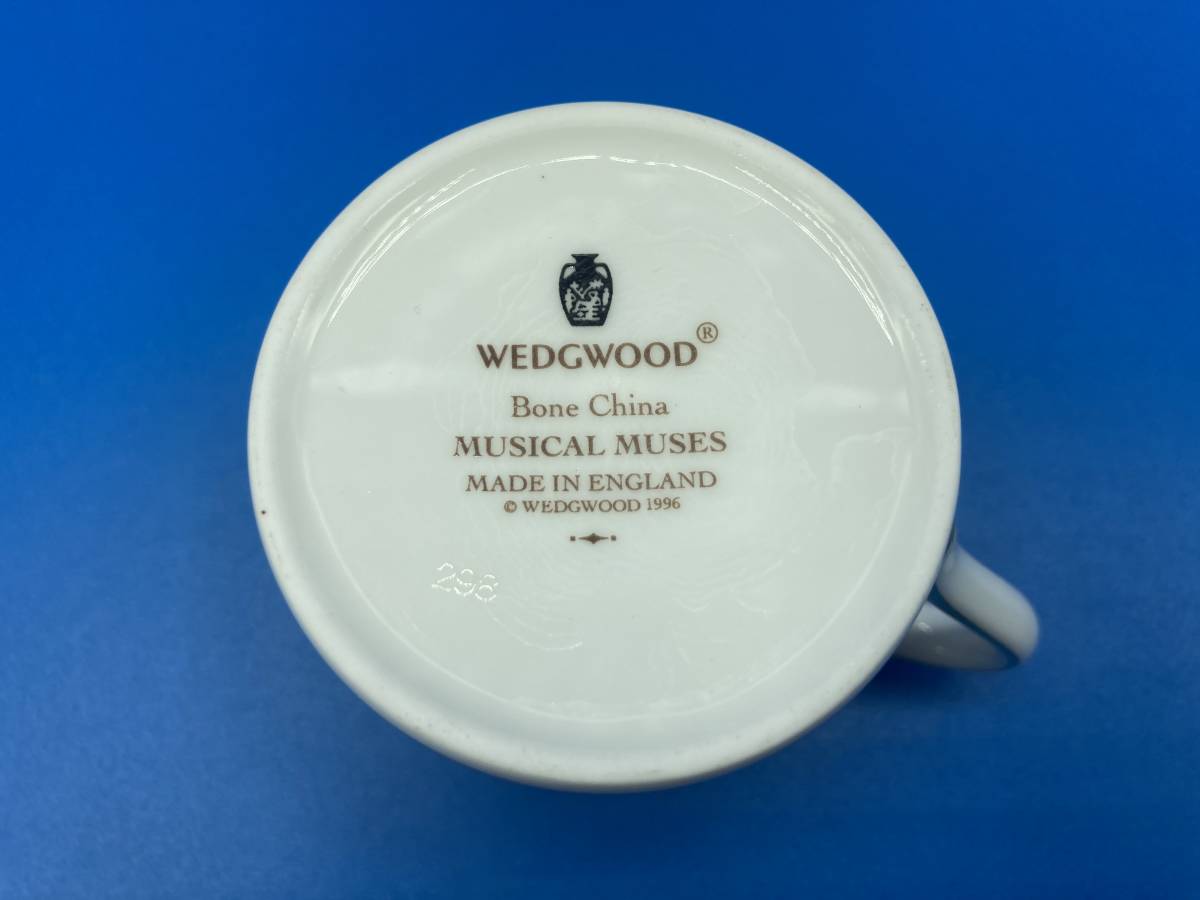 WEDGWOOD®
Bone China
MUSICAL MUSES
MADE IN ENGLAND
© WEDGWOOD 1996
298